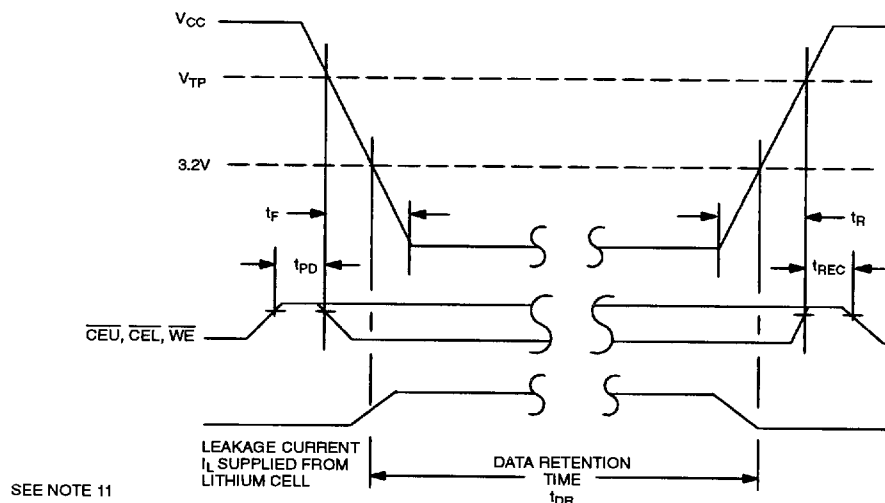 VCC
VTP
3.2V
tF
tR
tPD
tREC
CEU, CEL, WE
LEAKAGE CURRENT
IL SUPPLIED FROM
LITHIUM CELL
DATA RETENTION
TIME
tDR
SEE NOTE 11